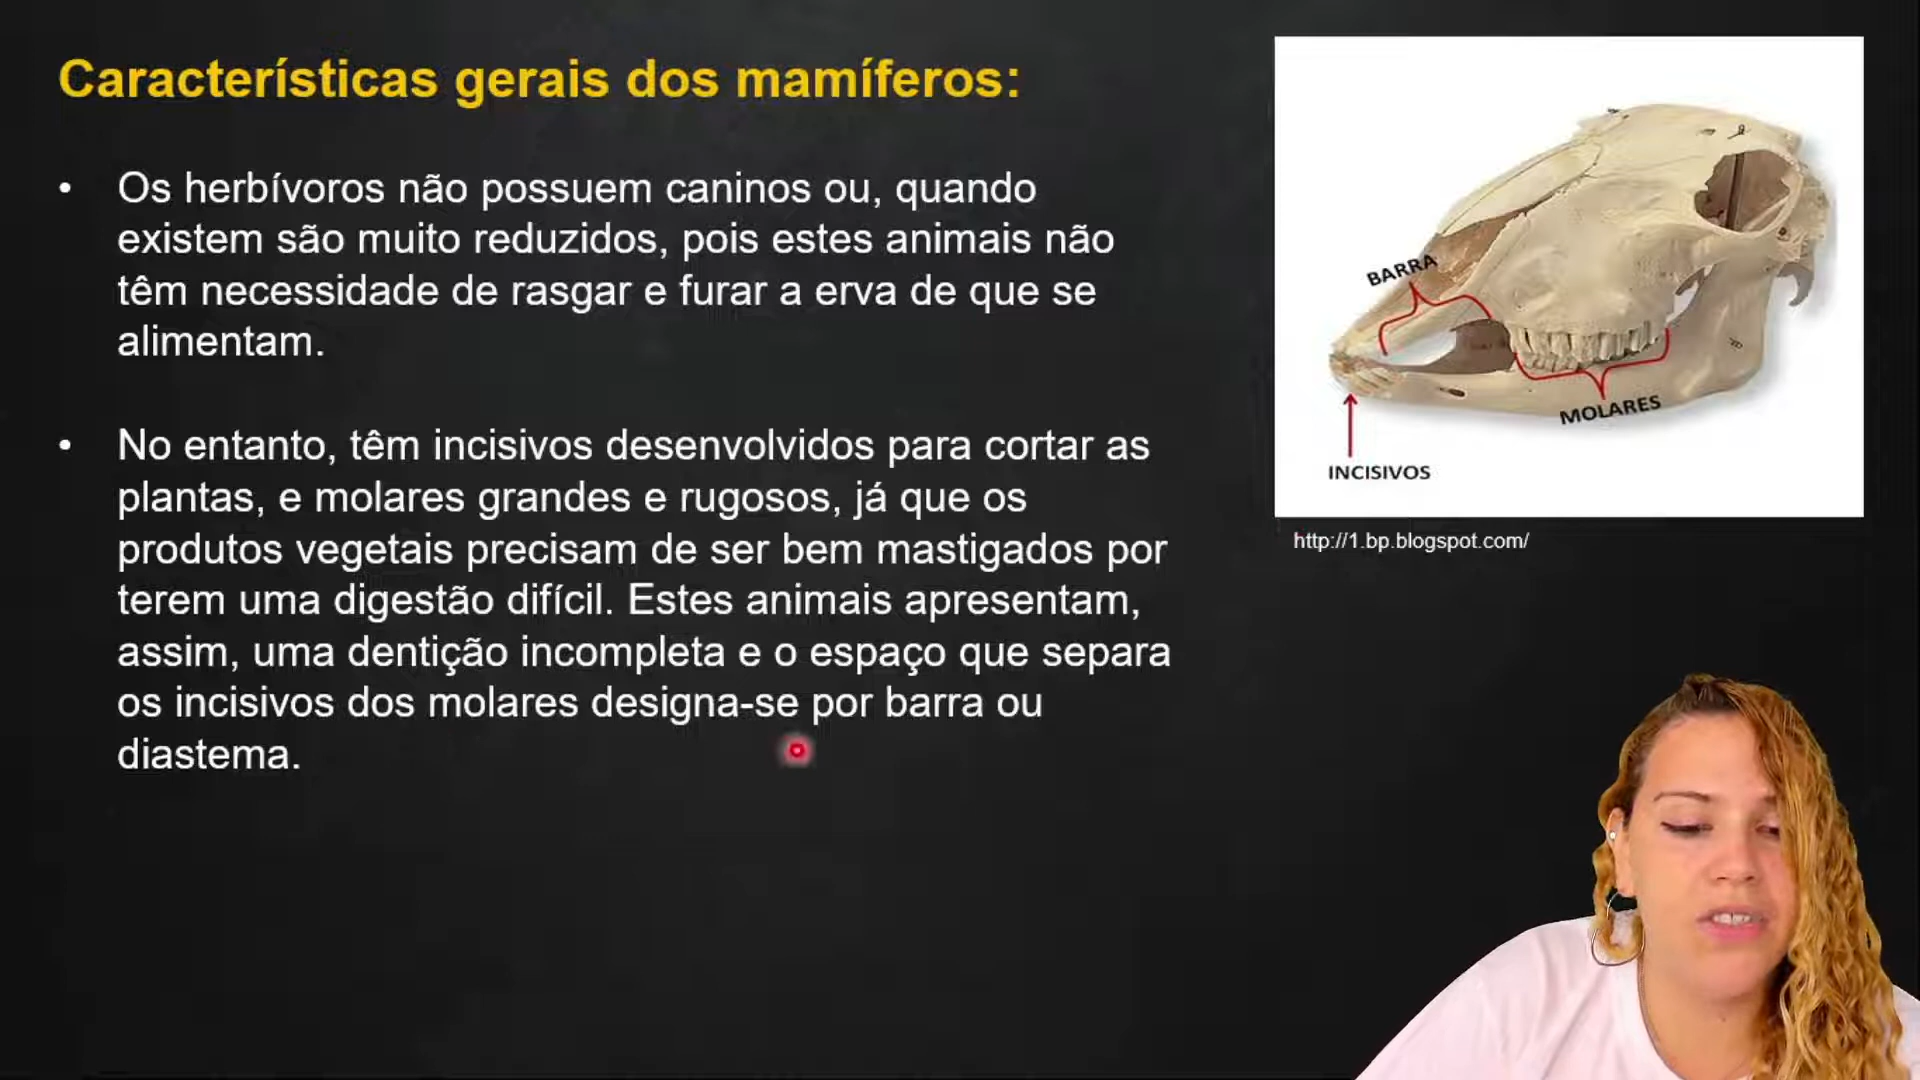 Características gerais dos mamíferos:
• Os herbívoros não possuem caninos ou, quando
existem são muito reduzidos, pois estes animais não
têm necessidade de rasgar e furar a erva de que se
alimentam.
• No entanto, têm incisivos desenvolvidos para cortar as
plantas, e molares grandes e rugosos, já que os
produtos vegetais precisam de ser bem mastigados por
terem uma digestão difícil. Estes animais apresentam,
assim, uma dentição incompleta e o espaço que separa
os incisivos dos molares designa-se por barra ou
diastema.
BARRA
MOLARES
INCISIVOS
http://1.bp.blogspot.com/